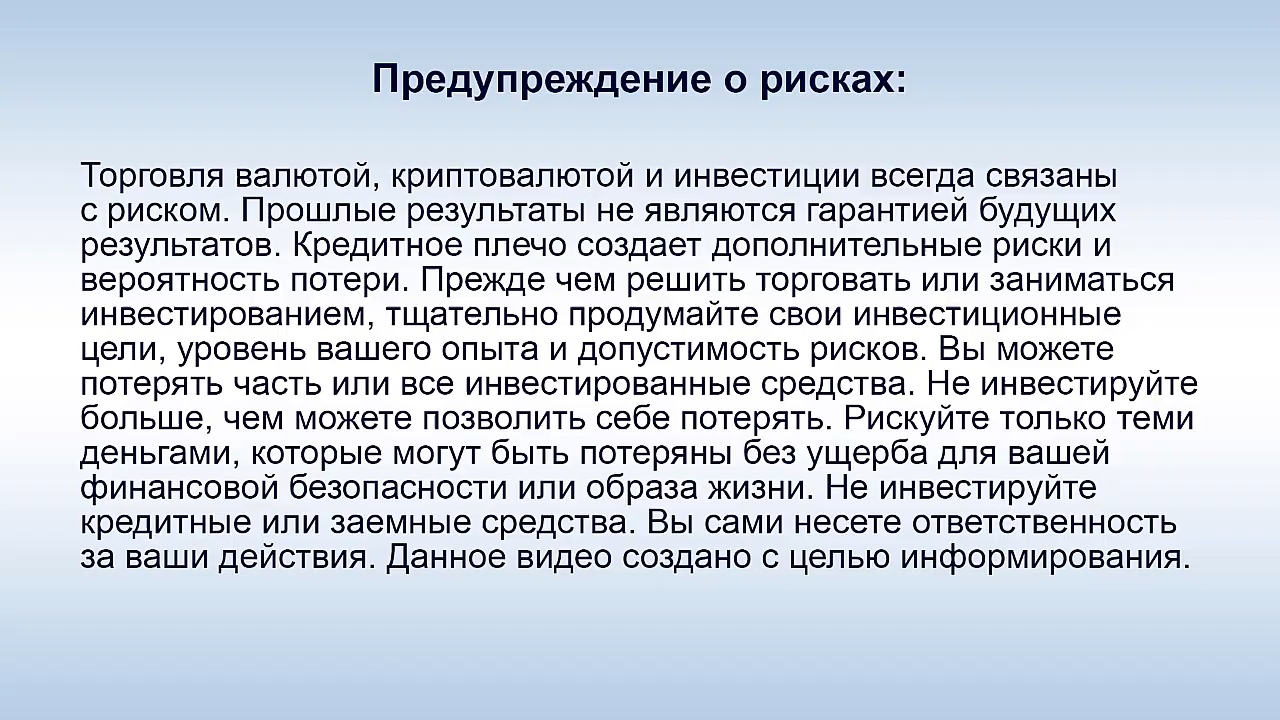 Предупреждение о рисках:
Торговля валютой, криптовалютой и инвестиции всегда связаны
с риском. Прошлые результаты не являются гарантией будущих
результатов. Кредитное плечо создает дополнительные риски и
вероятность потери. Прежде чем решить торговать или заниматься
инвестированием, тщательно продумайте свои инвестиционные
цели, уровень вашего опыта и допустимость рисков. Вы можете
потерять часть или все инвестированные средства. Не инвестируйте
больше, чем можете позволить себе потерять. Рискуйте только теми
деньгами, которые могут быть потеряны без ущерба для вашей
финансовой безопасности или образа жизни. Не инвестируйте
кредитные или заемные средства. Вы сами несете ответственность
за ваши действия. Данное видео создано с целью информирования.